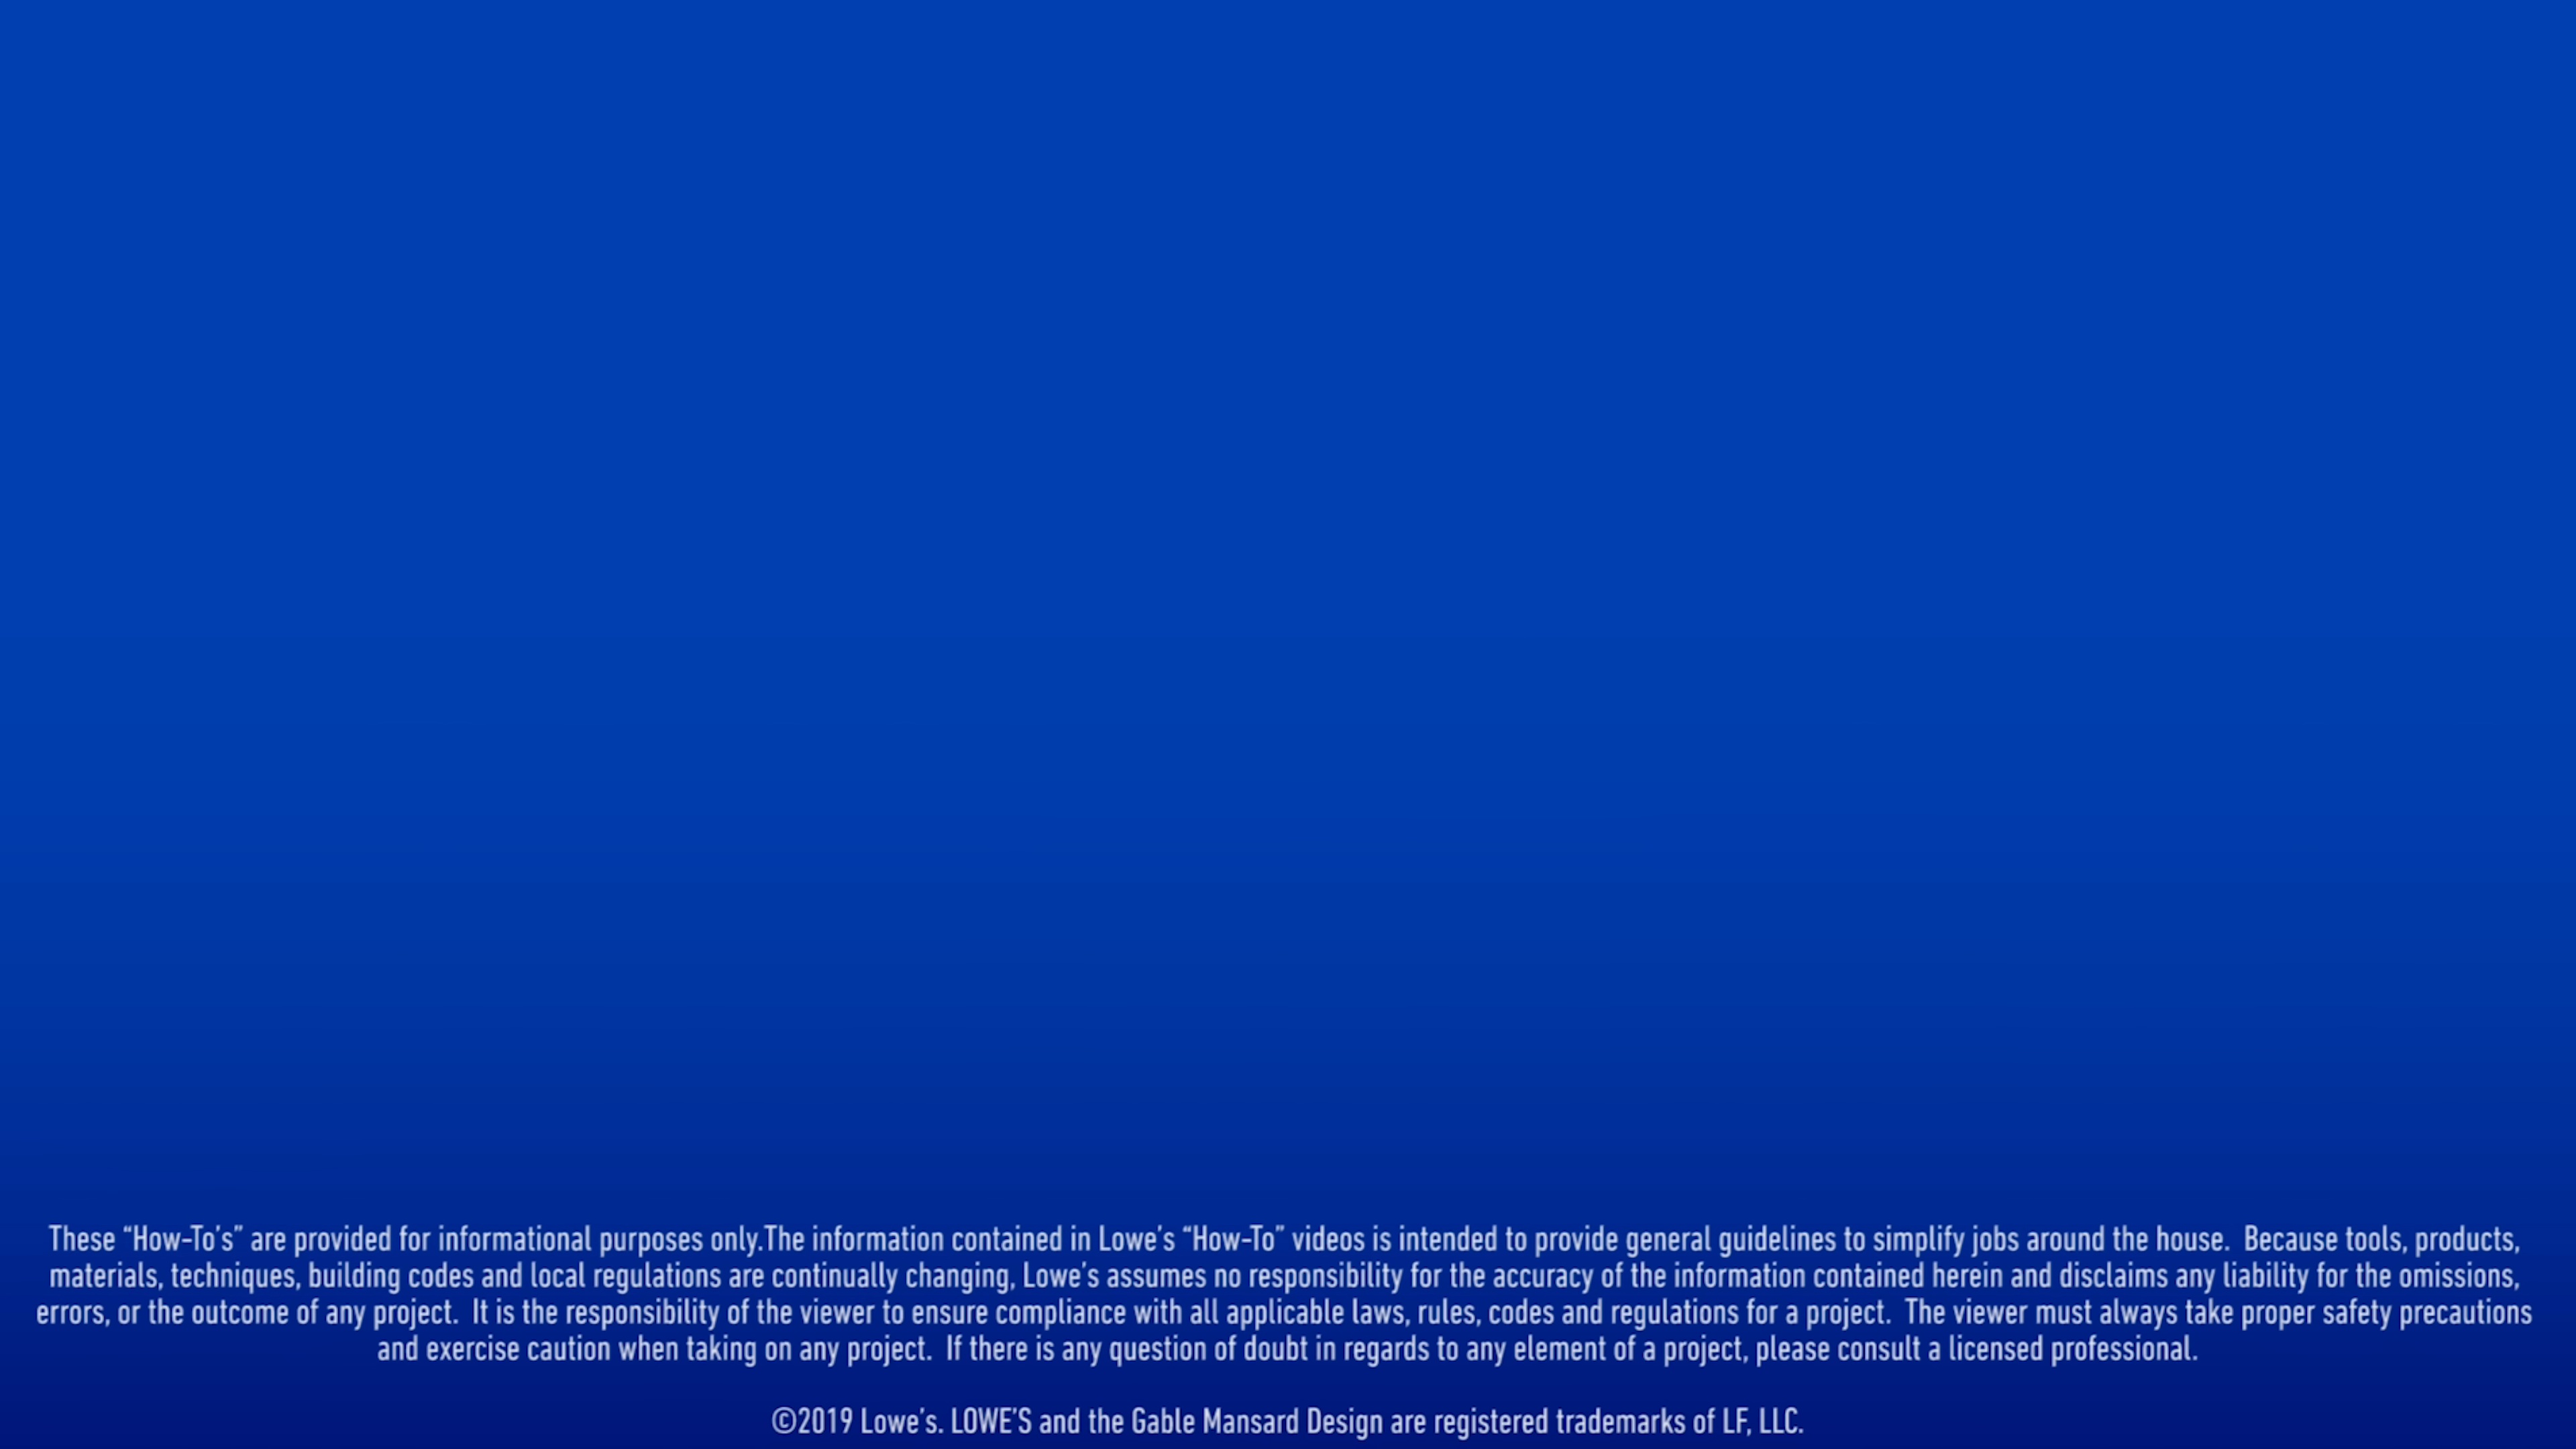 These “How-To’s” are provided for informational purposes only.The information contained in Lowe’s “How-To” videos is intended to provide general guidelines to simplify jobs around the house.  Because tools, products,
materials, techniques, building codes and local regulations are continually changing, Lowe’s assumes no responsibility for the accuracy of the information contained herein and disclaims any liability for the omissions,
errors, or the outcome of any project.  It is the responsibility of the viewer to ensure compliance with all applicable laws, rules, codes and regulations for a project.  The viewer must always take proper safety precautions
and exercise caution when taking on any project.  If there is any question of doubt in regards to any element of a project, please consult a licensed professional.
©2019 Lowe’s. LOWE’S and the Gable Mansard Design are registered trademarks of LF, LLC.